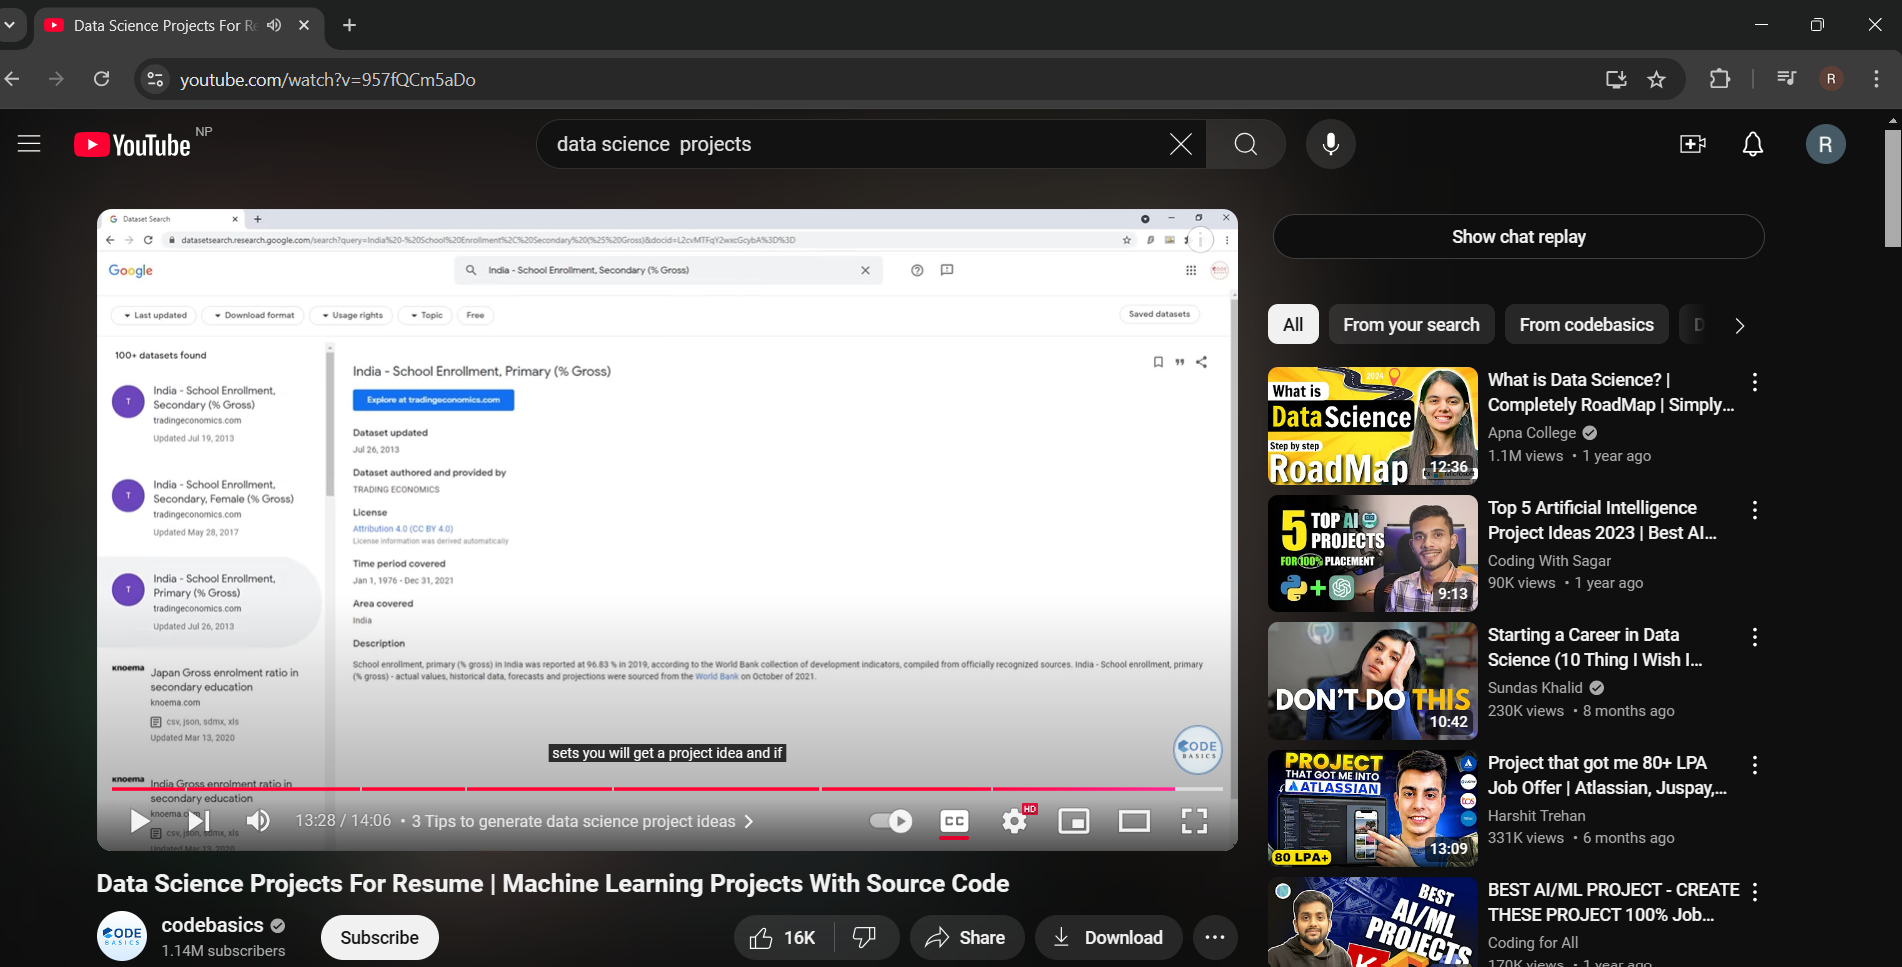 Data Science Projects For Re
youtube.com/watch?v=957fQCm5aDo
R
YouTube
NP
data science  projects
R
Dataset Search
datasetsearch.research.google.com/search?query=India%20-%20School%20Enrollment%2C%20Secondary%20(%25%20Gross)&docid=L2cvMTFqY2wxcGcybA%3D%3D
Google
India - School Enrollment, Secondary (% Gross)
Last updated
Download format
Usage rights
Topic
Free
Saved datasets
100+ datasets found
T
India - School Enrollment,
Secondary (% Gross)
tradingeconomics.com
Updated Jul 19, 2013
T
India - School Enrollment,
Secondary, Female (% Gross)
tradingeconomics.com
Updated May 28, 2017
T
India - School Enrollment,
Primary (% Gross)
tradingeconomics.com
Updated Jul 26, 2013
knoema
Japan Gross enrolment ratio in
secondary education
knoema.com
csv, json, sdmx, xls
Updated Mar 13, 2020
knoema
India Gross enrolment ratio in
secondary education
knoema.com
csv, json, sdmx, xls
Updated Mar 13, 2020
India - School Enrollment, Primary (% Gross)
Explore at tradingeconomics.com
Dataset updated
Jul 26, 2013
Dataset authored and provided by
TRADING ECONOMICS
License
Attribution 4.0 (CC BY 4.0)
License information was derived automatically
Time period covered
Jan 1, 1976 - Dec 31, 2021
Area covered
India
Description
School enrollment, primary (% gross) in India was reported at 96.83 % in 2019, according to the World Bank collection of development indicators, compiled from officially recognized sources. India - School enrollment, primary
(% gross) - actual values, historical data, forecasts and projections were sourced from the World Bank on October of 2021.
sets you will get a project idea and if
CODE
BASICS
13:28 / 14:06 • 3 Tips to generate data science project ideas
CC
HD
Data Science Projects For Resume | Machine Learning Projects With Source Code
CODE
BASICS
codebasics
1.14M subscribers
Subscribe
16K
Share
Download
Show chat replay
All
From your search
From codebasics
2024
What is
Data Science
Step by step
RoadMap
12:36
What is Data Science? |
Completely RoadMap | Simply...
Apna College
1.1M views • 1 year ago
5 TOP AI
PROJECTS
FOR 100% PLACEMENT
9:13
Top 5 Artificial Intelligence
Project Ideas 2023 | Best AI...
Coding With Sagar
90K views • 1 year ago
DON'T DO THIS
10:42
Starting a Career in Data
Science (10 Thing I Wish I...
Sundas Khalid
230K views • 8 months ago
PROJECT
THAT GOT ME INTO
ATLASSIAN
80 LPA+
13:09
Project that got me 80+ LPA
Job Offer | Atlassian, Juspay,...
Harshit Trehan
331K views • 6 months ago
BEST
AI/ML
PROJECTS
BEST AI/ML PROJECT - CREATE
THESE PROJECT 100% Job...
Coding for All
170K views • 1 year ago